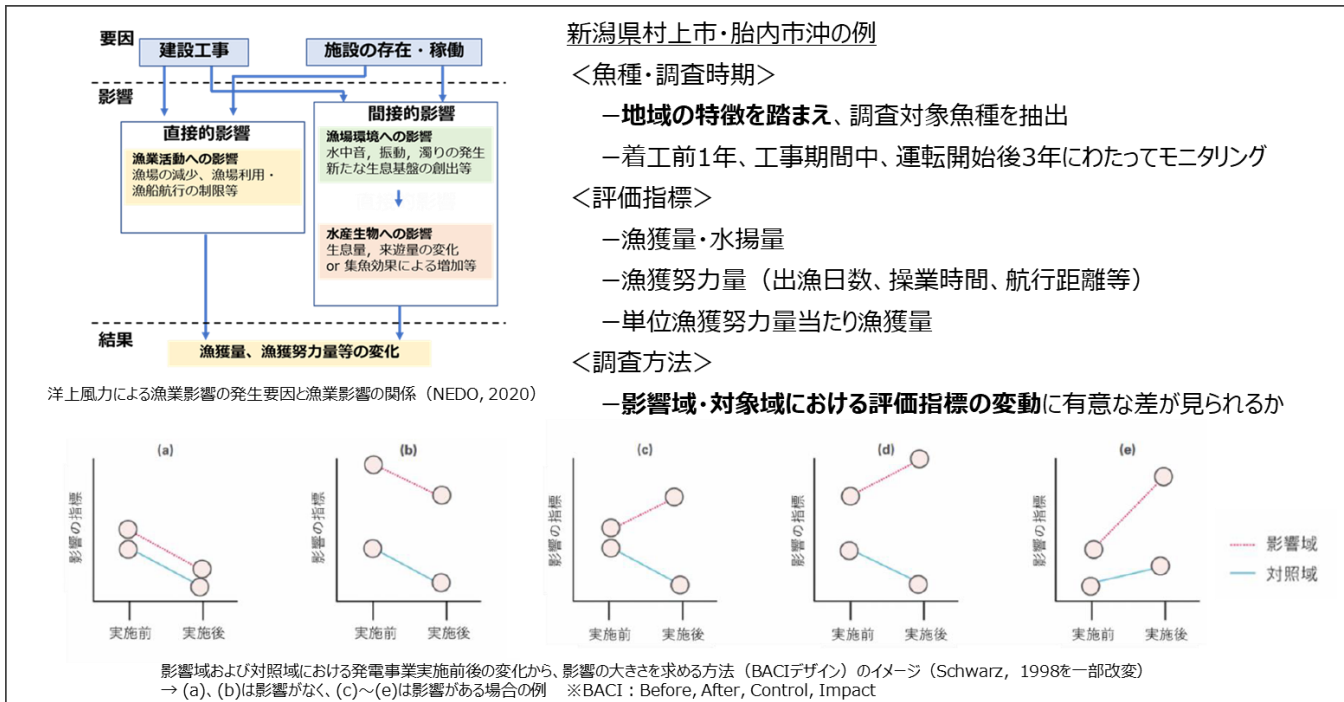 要因
建設工事
施設の存在・稼働
影響
直接的影響
漁業活動への影響
漁場の減少、漁場利用・
漁船航行の制限等
間接的影響
漁場環境への影響
水中音，振動，濁りの発生
新たな生息基盤の創出等
水産生物への影響
生息量，来遊量の変化
or 集魚効果による増加等
結果
漁獲量、漁獲努力量等の変化
洋上風力による漁業影響の発生要因と漁業影響の関係（NEDO, 2020）
新潟県村上市・胎内市沖の例
＜魚種・調査時期＞
－地域の特徴を踏まえ、調査対象魚種を抽出
－着工前1年、工事期間中、運転開始後3年にわたってモニタリング
＜評価指標＞
－漁獲量・水揚量
－漁獲努力量（出漁日数、操業時間、航行距離等）
－単位漁獲努力量当たり漁獲量
＜調査方法＞
－影響域・対象域における評価指標の変動に有意な差が見られるか
(a)
影響の指標
実施前
実施後
(b)
影響の指標
実施前
実施後
(c)
影響の指標
実施前
実施後
(d)
影響の指標
実施前
実施後
(e)
影響の指標
実施前
実施後
影響域
対照域
影響域および対照域における発電事業実施前後の変化から、影響の大きさを求める方法（BACIデザイン）のイメージ（Schwarz，1998を一部改変）
→ (a)、(b)は影響がなく、(c)～(e)は影響がある場合の例　※BACI：Before, After, Control, Impact